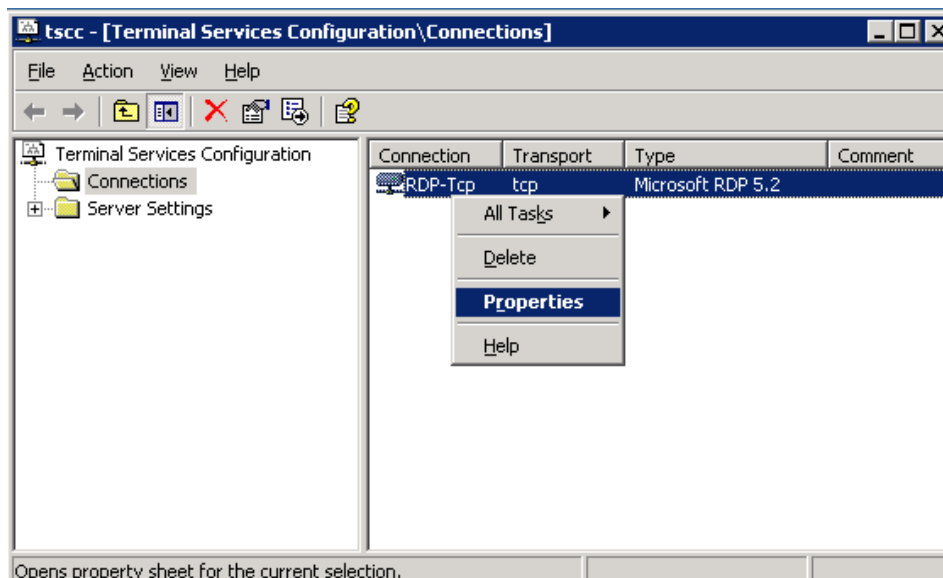 tscc - [Terminal Services Configuration\Connections]
File Action View Help
Terminal Services Configuration
Connections
Server Settings
Connection Transport Type Comment
RDP-Tcp tcp Microsoft RDP 5.2
All Tasks
Delete
Properties
Help
Opens property sheet for the current selection.